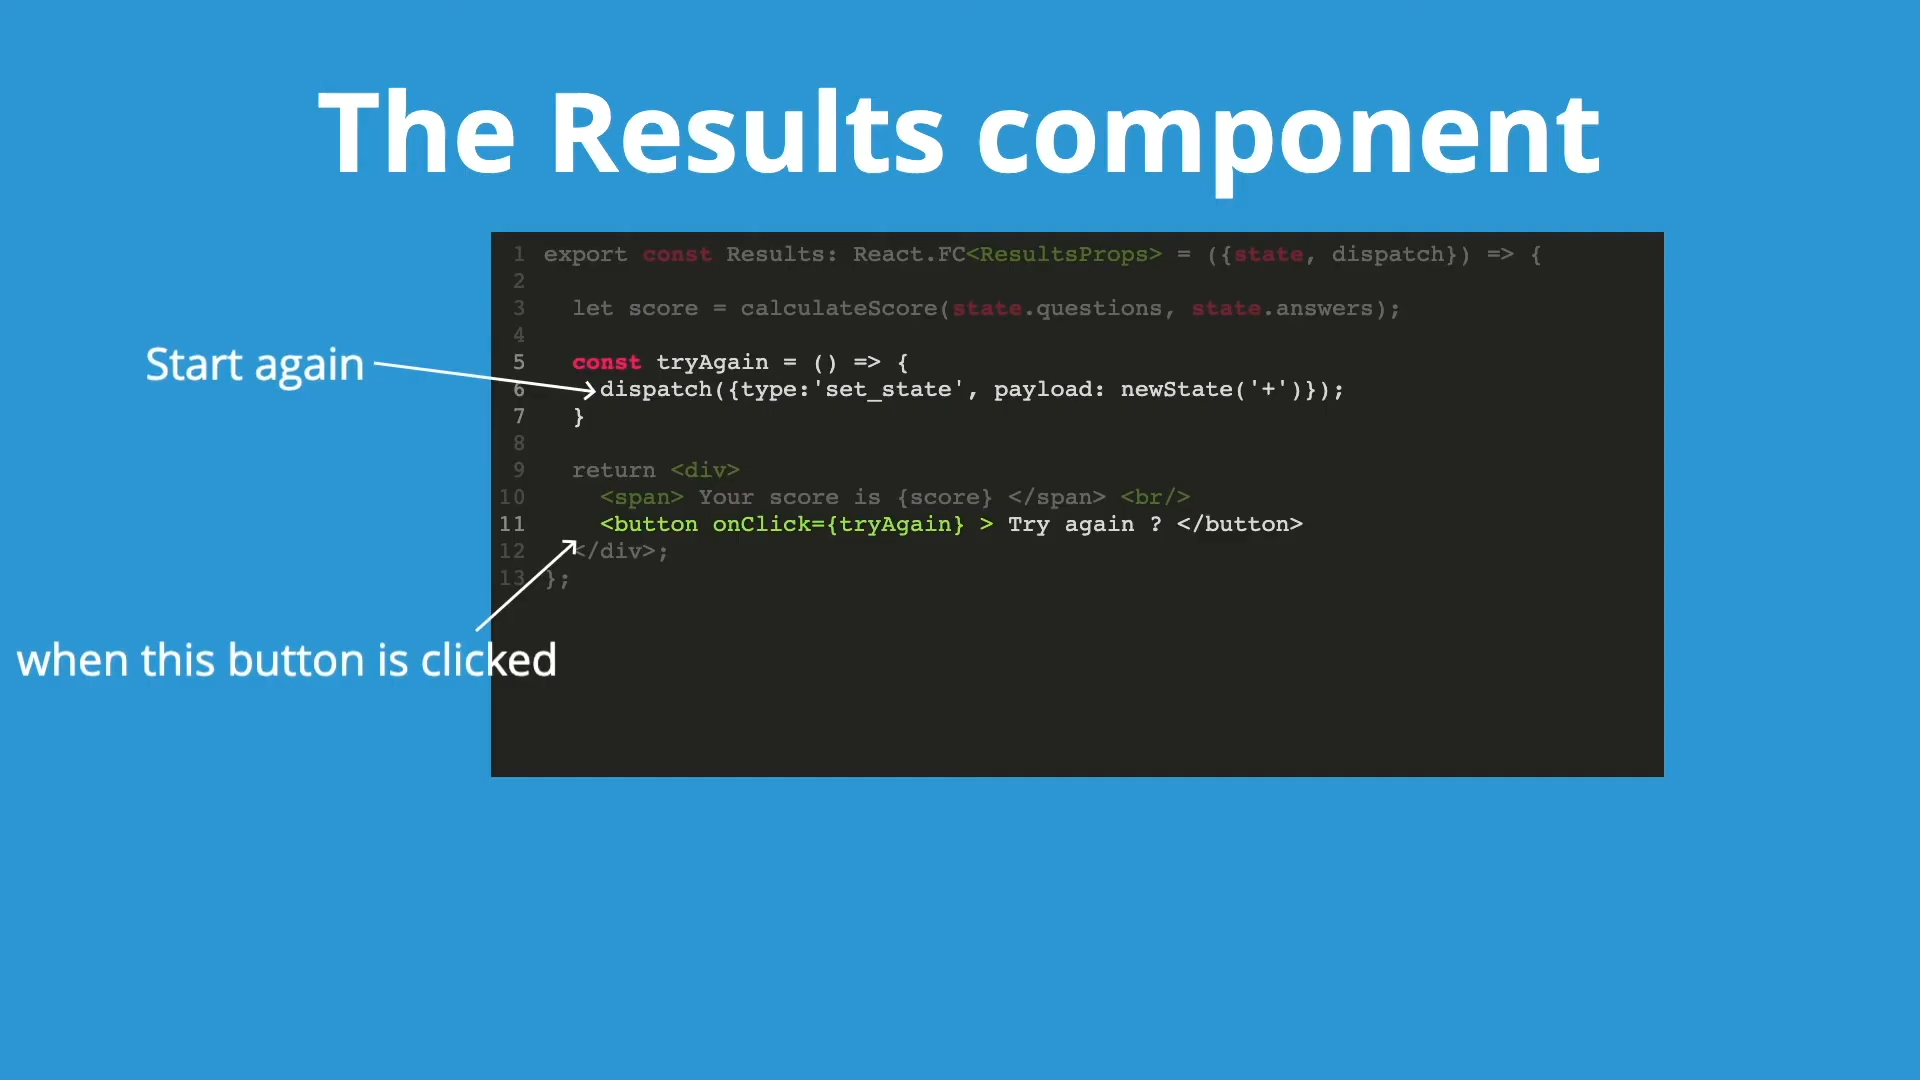 The Results component
1 export const Results: React.FC<ResultsProps> = ({state, dispatch}) => {
2
3 let score = calculateScore(state.questions, state.answers);
4
Start again
5 const tryAgain = () => {
6 dispatch({type:'set_state', payload: newState('+')});
7 }
8
9 return <div>
10 <span> Your score is {score} </span> <br/>
11 <button onClick={tryAgain} > Try again ? </button>
12 </div>;
13 };
when this button is clicked